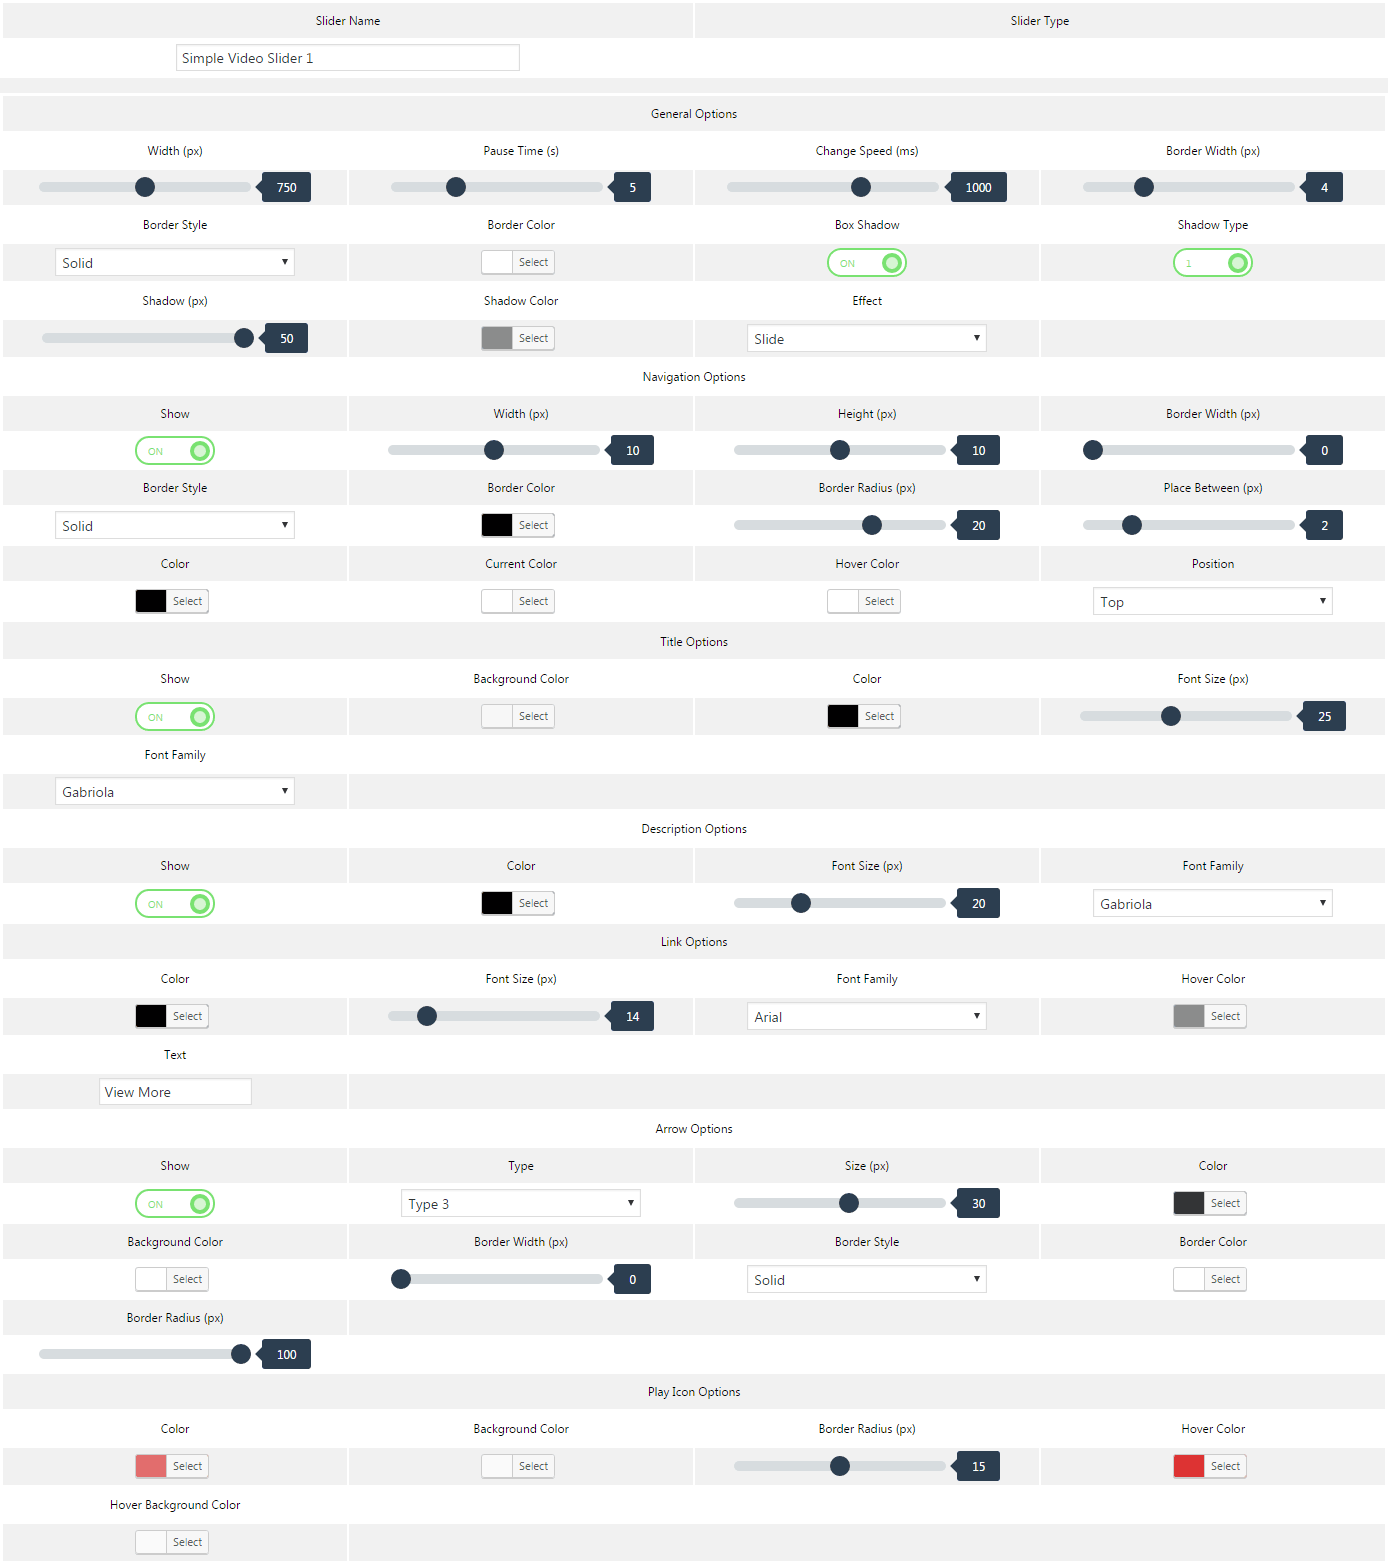 Slider Name Slider Type
Simple Video Slider 1
General Options
Width (px) Pause Time (s) Change Speed (ms) Border Width (px)
750 5 1000 4
Border Style Border Color Box Shadow Shadow Type
Solid Select ON 1
Shadow (px) Shadow Color Effect
50 Select Slide
Navigation Options
Show Width (px) Height (px) Border Width (px)
ON 10 10 0
Border Style Border Color Border Radius (px) Place Between (px)
Solid Select 20 2
Color Current Color Hover Color Position
Select Select Select Top
Title Options
Show Background Color Color Font Size (px)
ON Select Select 25
Font Family
Gabriola
Description Options
Show Color Font Size (px) Font Family
ON Select 20 Gabriola
Link Options
Color Font Size (px) Font Family Hover Color
Select 14 Arial Select
Text
View More
Arrow Options
Show Type Size (px) Color
ON Type 3 30 Select
Background Color Border Width (px) Border Style Border Color
Select 0 Solid Select
Border Radius (px)
100
Play Icon Options
Color Background Color Border Radius (px) Hover Color
Select Select 15 Select
Hover Background Color
Select